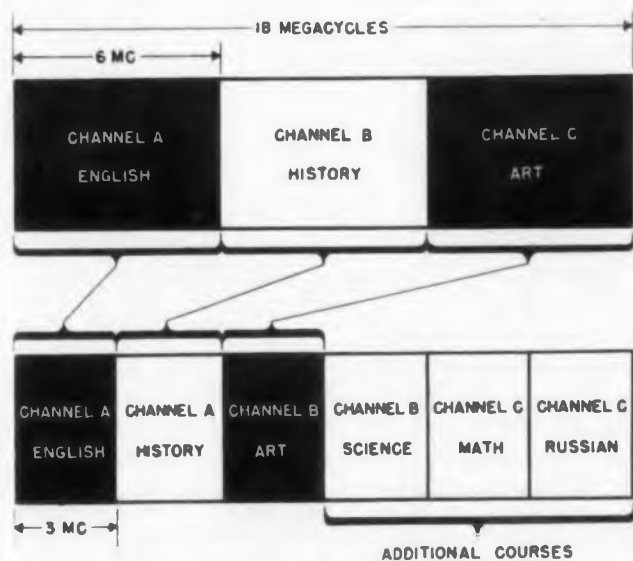 18 MEGACYCLES
6 MC
CHANNEL A
ENGLISH
CHANNEL B
HISTORY
CHANNEL C
ART
CHANNEL A
ENGLISH
CHANNEL A
HISTORY
CHANNEL B
ART
CHANNEL B
SCIENCE
CHANNEL C
MATH
CHANNEL C
RUSSIAN
3 MC
ADDITIONAL COURSES